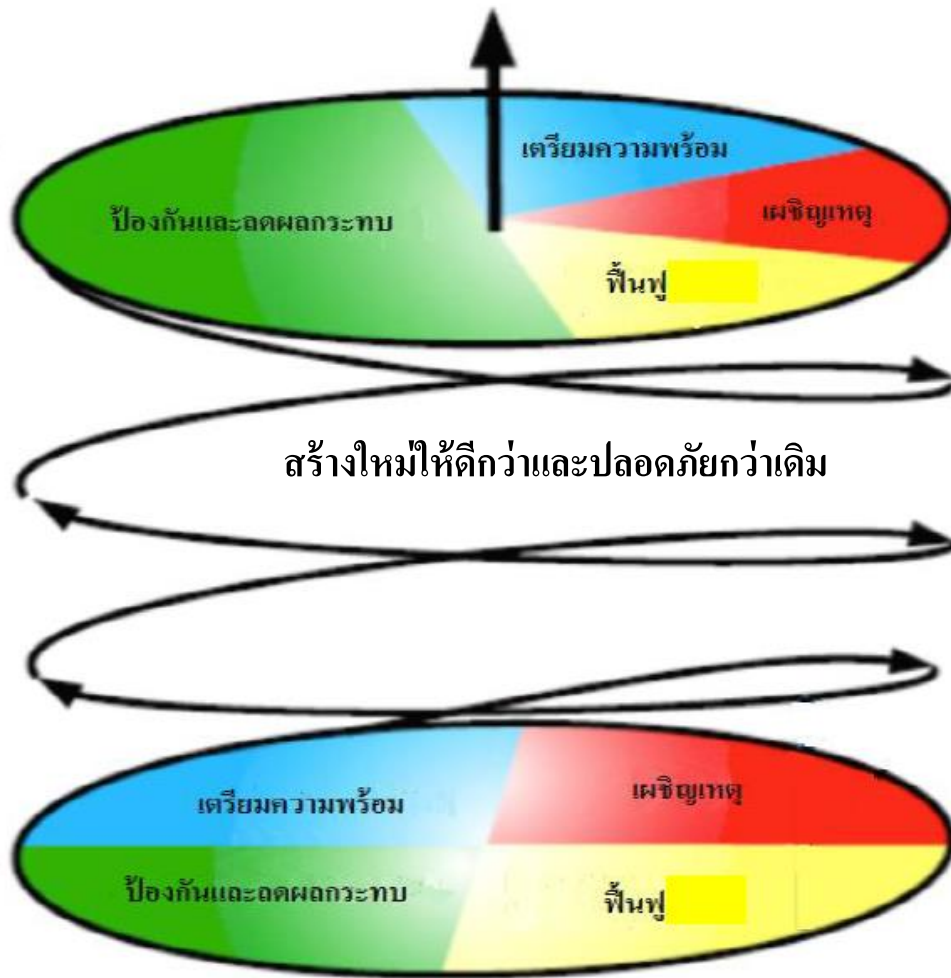 เตรียมความพร้อม
ป้องกันและลดผลกระทบ
เผชิญเหตุ
ฟื้นฟู
สร้างใหม่ให้ดีกว่าและปลอดภัยกว่าเดิม
เตรียมความพร้อม
เผชิญเหตุ
ป้องกันและลดผลกระทบ
ฟื้นฟู